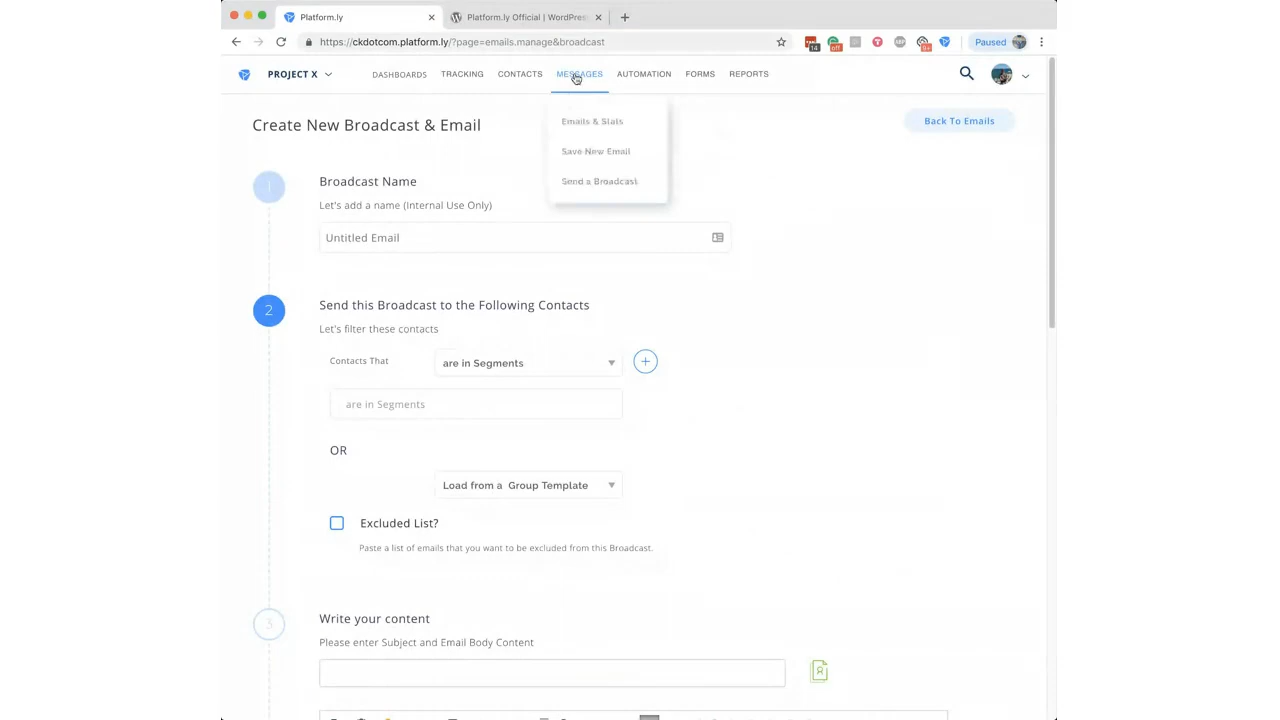 Platform.ly
Platform.ly Official | WordPres
https://ckdotcom.platform.ly/?page=emails.manage&broadcast
14
off
ABP
9+
Paused
PROJECT X
DASHBOARDS
TRACKING
CONTACTS
MESSAGES
AUTOMATION
FORMS
REPORTS
Emails & Stats
Save New Email
Send a Broadcast
Create New Broadcast & Email
Back To Emails
1
Broadcast Name
Let's add a name (Internal Use Only)
Untitled Email
2
Send this Broadcast to the Following Contacts
Let's filter these contacts
Contacts That
are in Segments
are in Segments
OR
Load from a Group Template
Excluded List?
Paste a list of emails that you want to be excluded from this Broadcast.
3
Write your content
Please enter Subject and Email Body Content